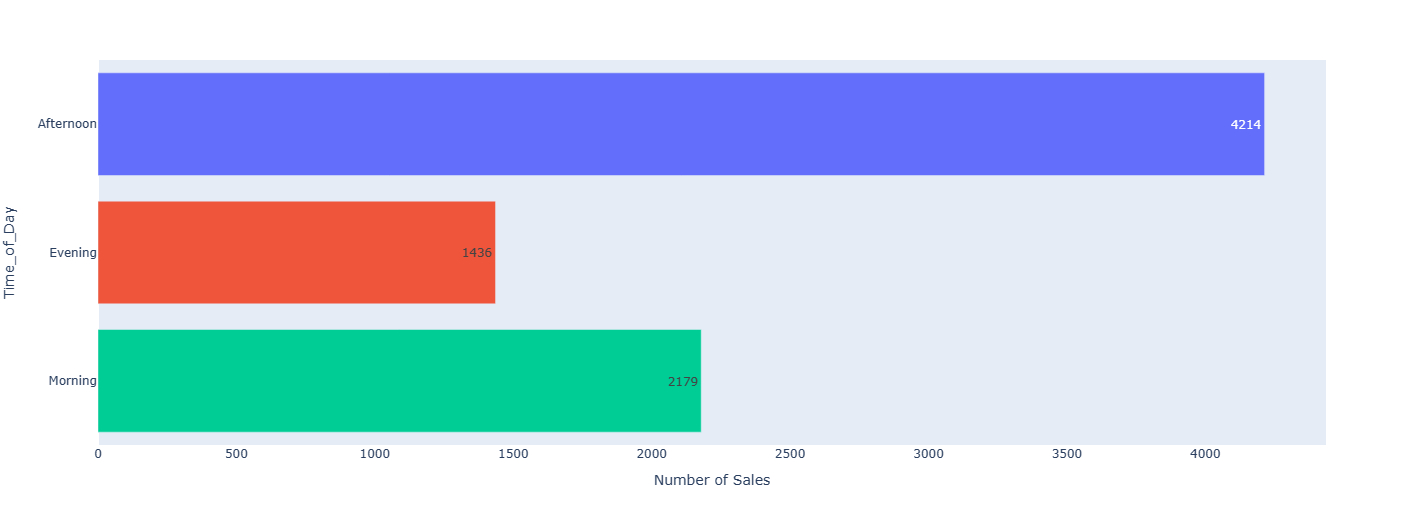 Time_of_Day
Afternoon
4214
Evening
1436
Morning
2179
0 500 1000 1500 2000 2500 3000 3500 4000
Number of Sales